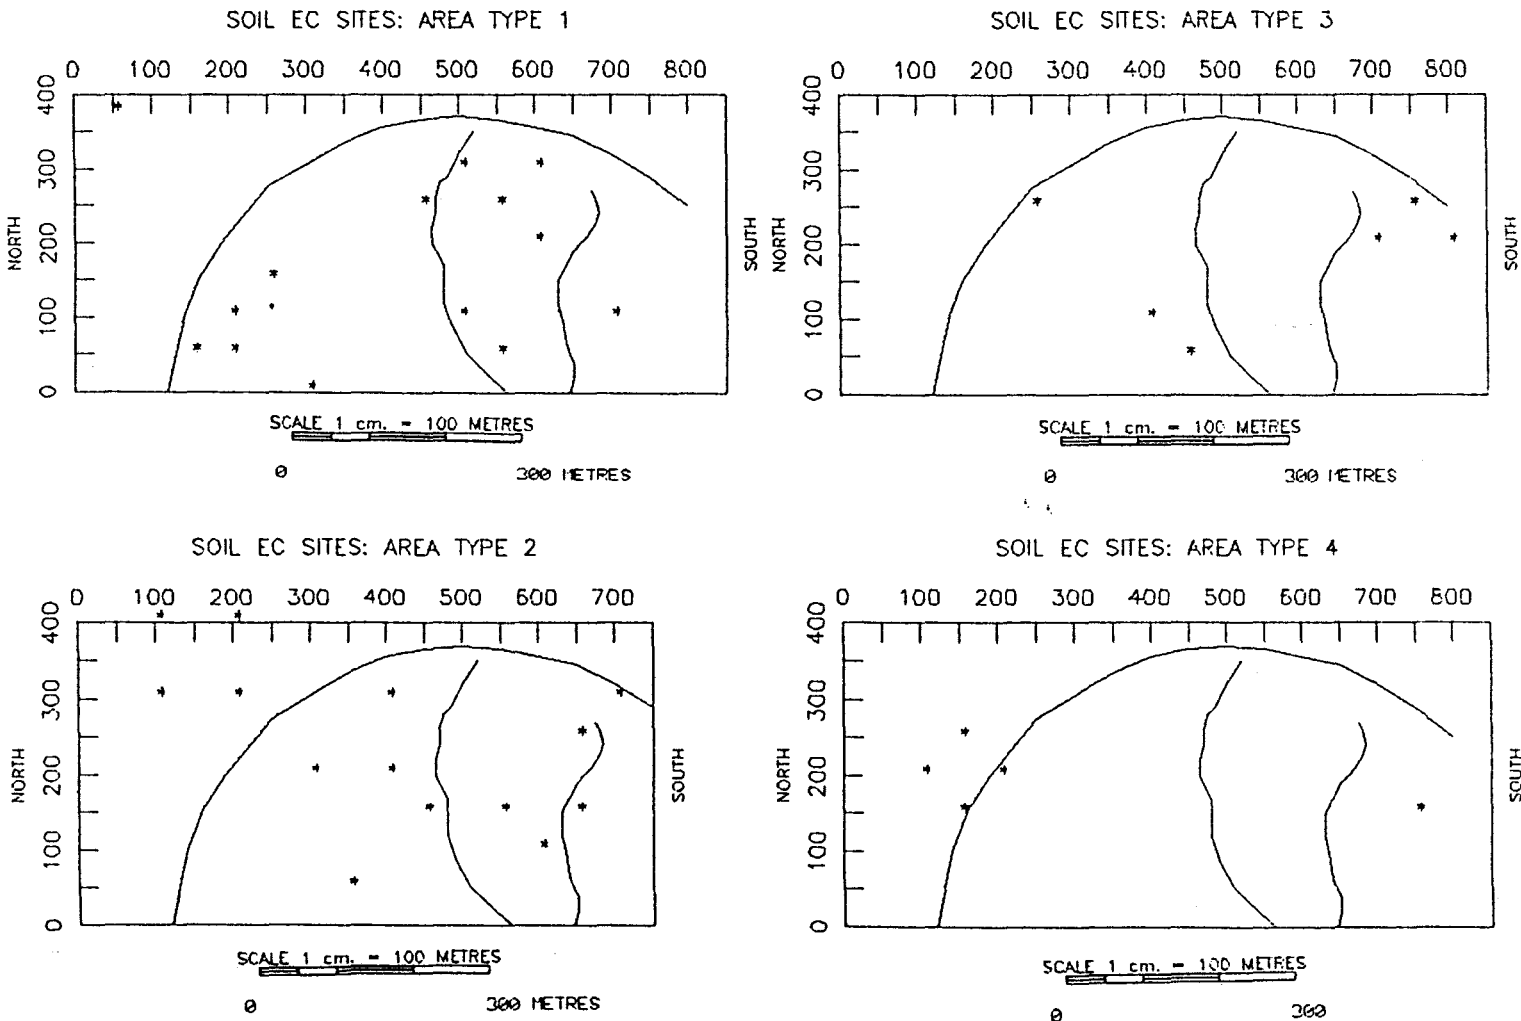 SOIL EC SITES: AREA TYPE 1
0 100 200 300 400 500 600 700 800
400
300
200
100
0
NORTH
SOUTH
SCALE 1 cm. = 100 METRES
0 300 METRES
SOIL EC SITES: AREA TYPE 3
0 100 200 300 400 500 600 700 800
400
300
200
100
0
NORTH
SOUTH
SCALE 1 cm. = 100 METRES
0 300 METRES
SOIL EC SITES: AREA TYPE 2
0 100 200 300 400 500 600 700
400
300
200
100
0
NORTH
SOUTH
SCALE 1 cm. = 100 METRES
0 300 METRES
SOIL EC SITES: AREA TYPE 4
0 100 200 300 400 500 600 700 800
400
300
200
100
0
NORTH
SOUTH
SCALE 1 cm. = 100 METRES
0 300